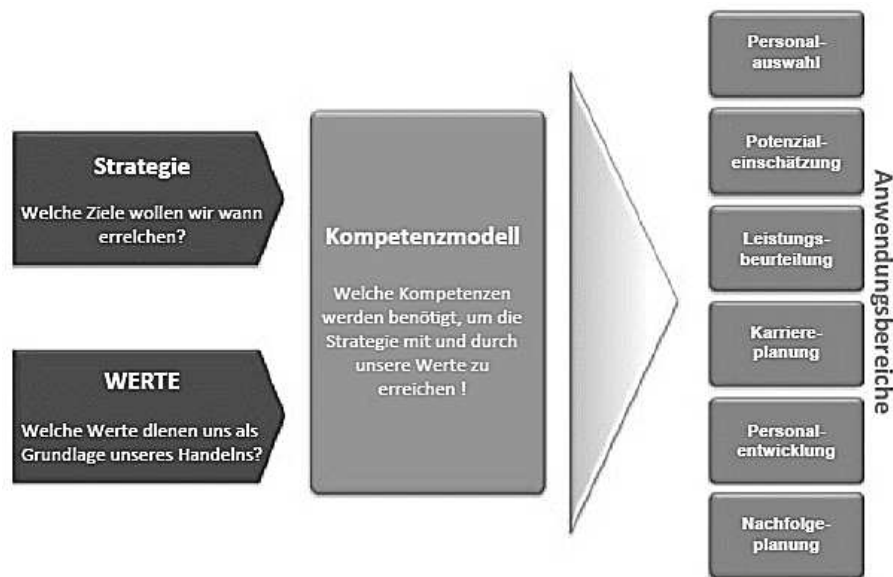 Strategie
Welche Ziele wollen wir wann
erreichen?
WERTE
Welche Werte dienen uns als
Grundlage unseres Handelns?
Kompetenzmodell
Welche Kompetenzen
werden benötigt, um die
Strategie mit und durch
unsere Werte zu
erreichen !
Personal-
auswahl
Potenzial-
einschätzung
Leistungs-
beurteilung
Karriere-
planung
Personal-
entwicklung
Nachfolge-
planung
Anwendungsbereiche